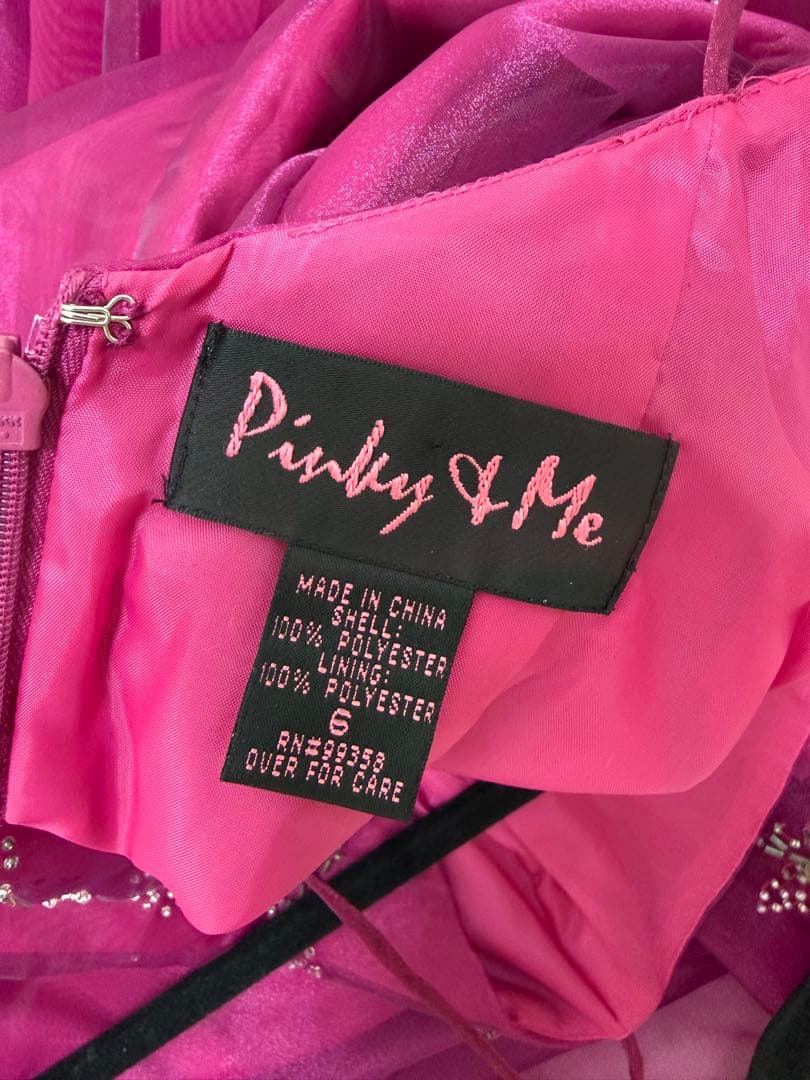 Pinky & Me
MADE IN CHINA
SHELL:
100% POLYESTER
LINING:
100% POLYESTER
6
RN#99358
OVER FOR CARE